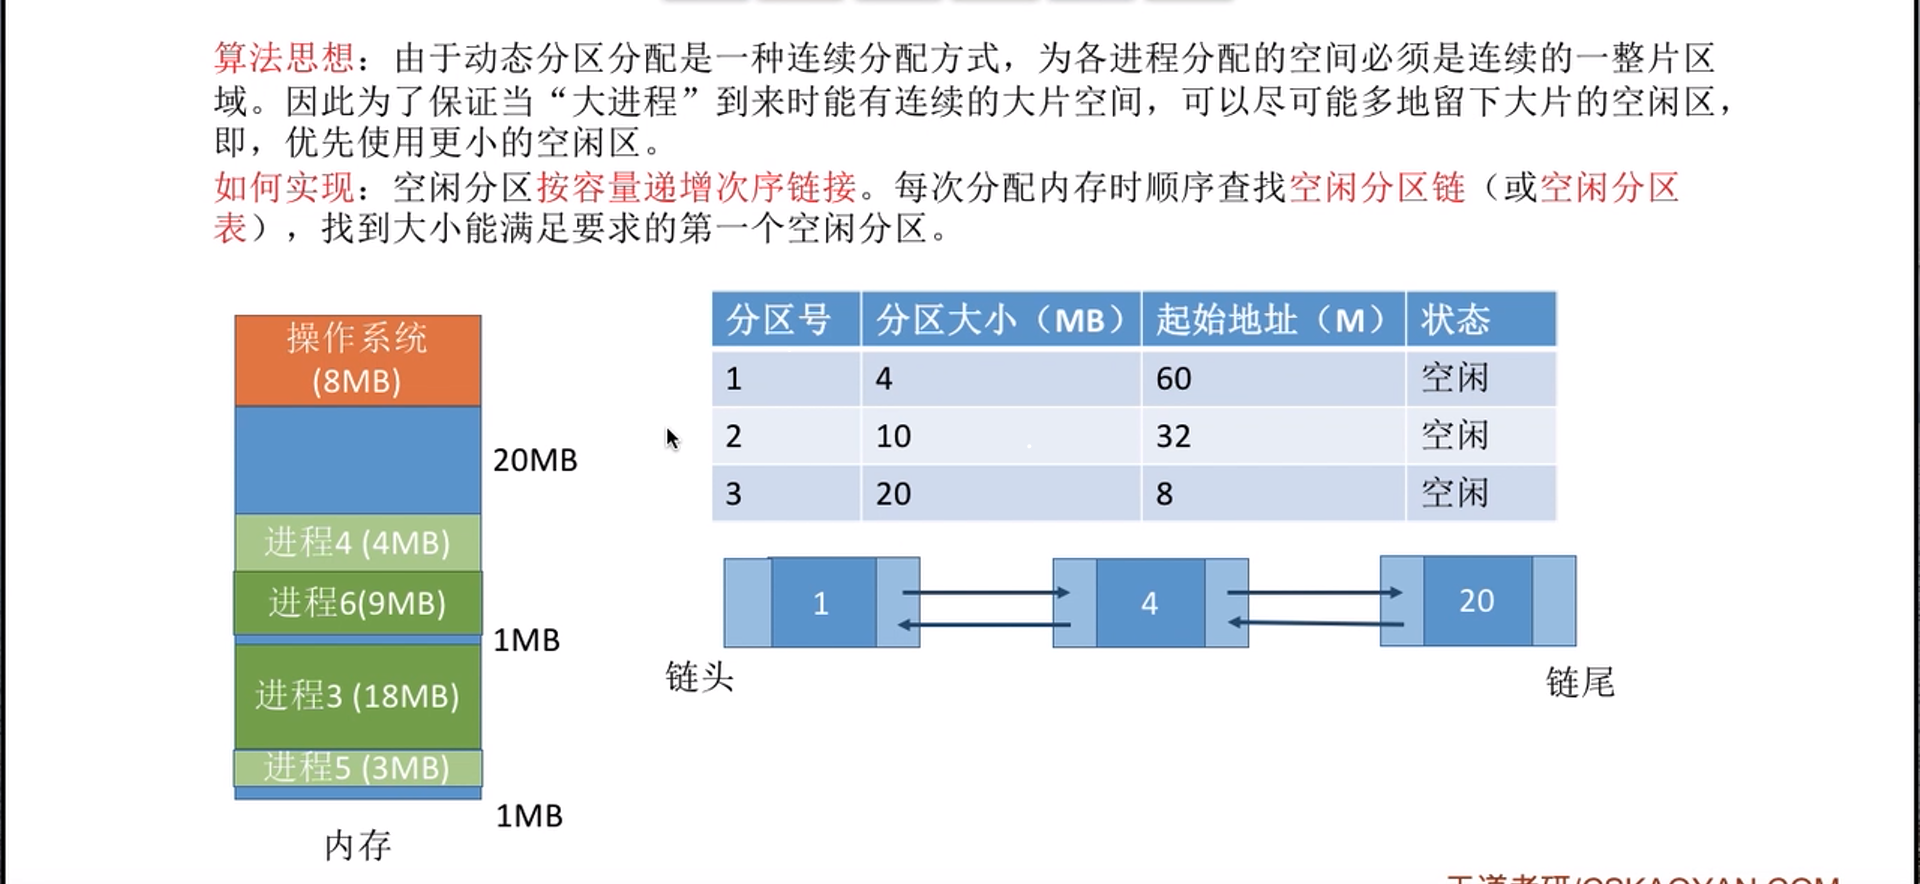 算法思想：由于动态分区分配是一种连续分配方式，为各进程分配的空间必须是连续的一整片区
域。因此为了保证当“大进程”到来时能有连续的大片空间，可以尽可能多地留下大片的空闲区，
即，优先使用更小的空闲区。
如何实现：空闲分区按容量递增次序链接。每次分配内存时顺序查找空闲分区链（或空闲分区
表），找到大小能满足要求的第一个空闲分区。
操作系统
(8MB)
20MB
进程4 (4MB)
进程6(9MB)
1MB
进程3 (18MB)
进程5 (3MB)
1MB
内存
分区号 分区大小（MB） 起始地址（M） 状态
1 4 60 空闲
2 10 32 空闲
3 20 8 空闲
1 4 20
链头 链尾